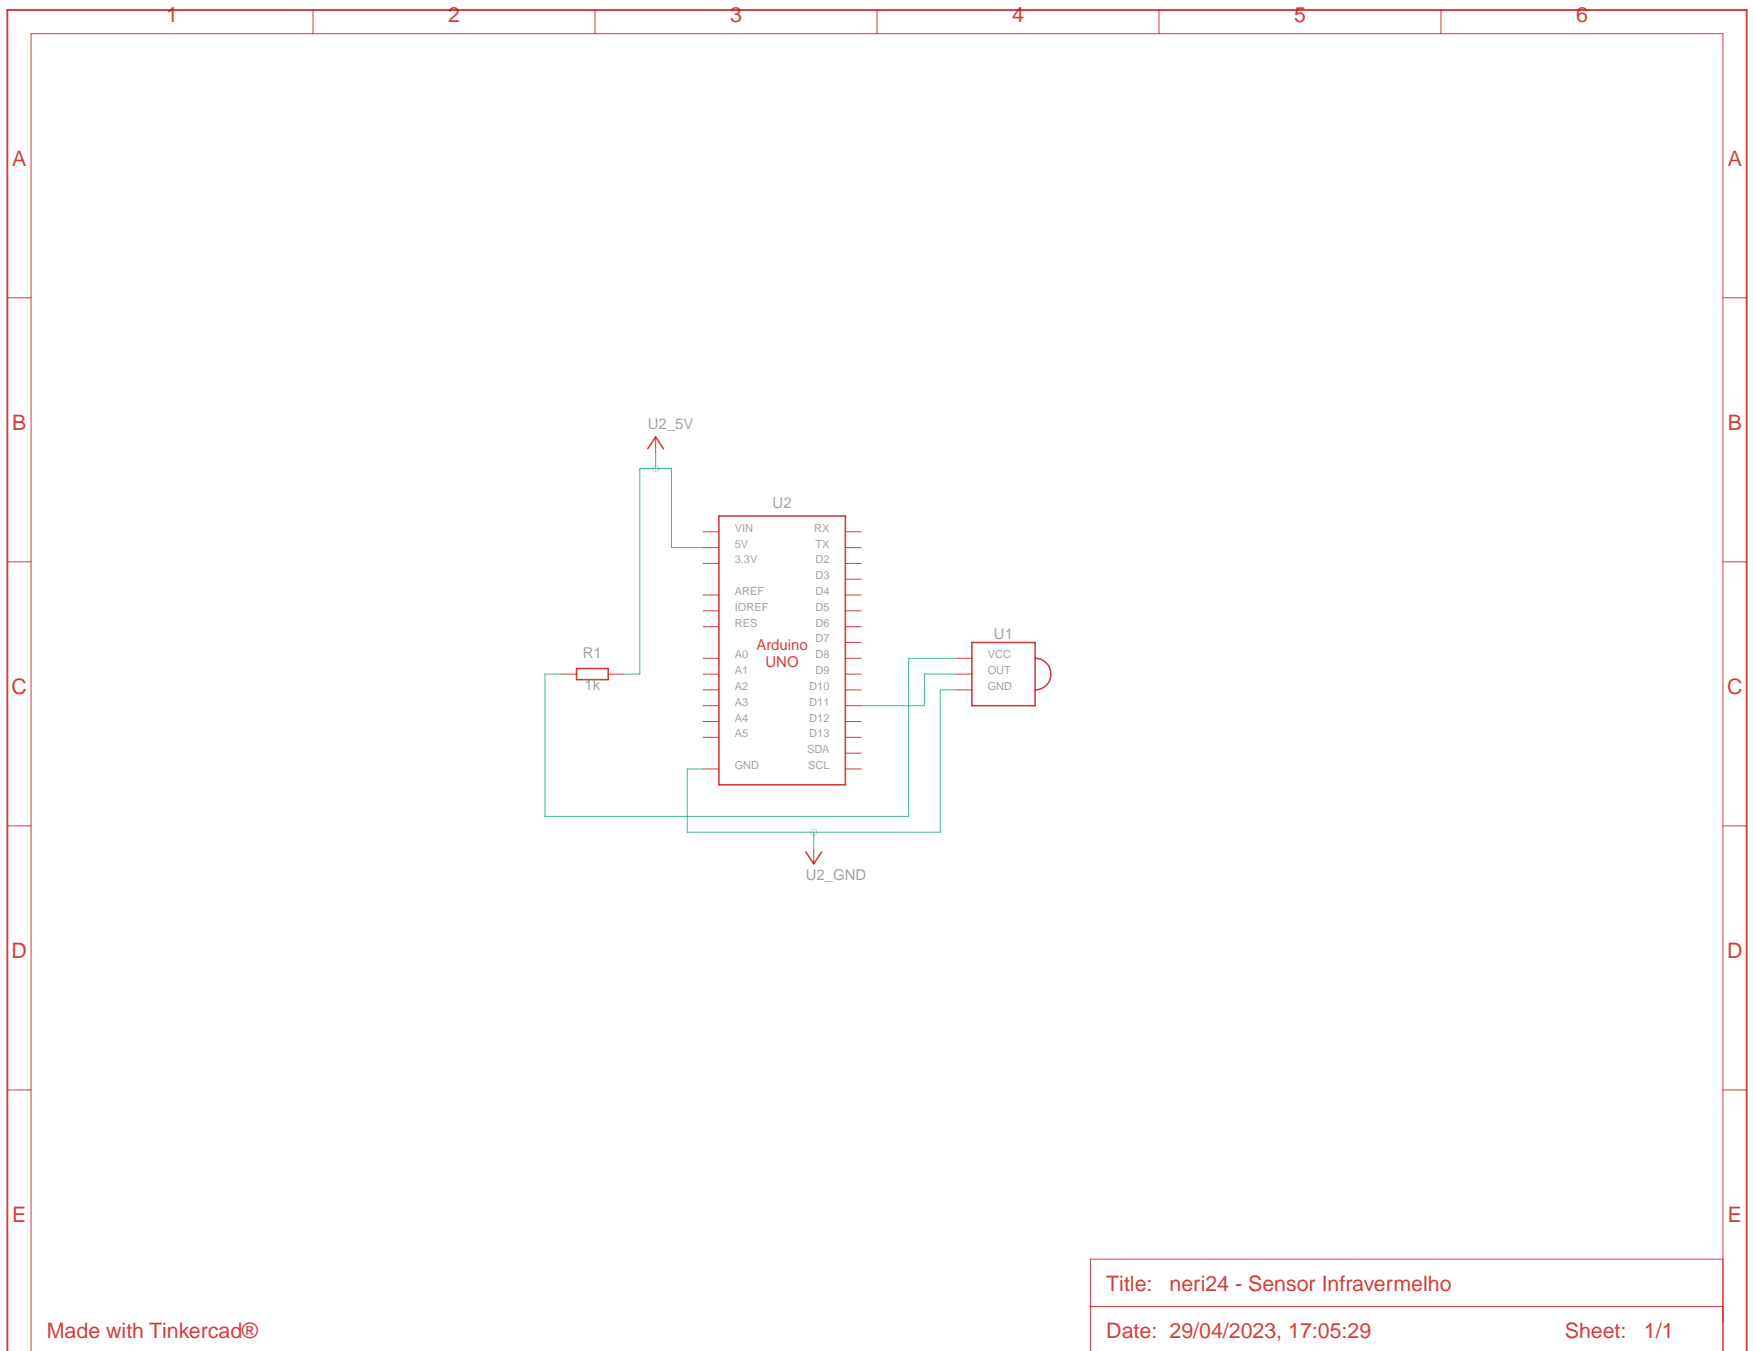 1 2 3 4 5 6
A A
B B
U2_5V
U2
VIN RX
5V TX
3.3V D2
D3
AREF D4
IOREF D5
RES D6
D7
Arduino
UNO
A0 D8
A1 D9
A2 D10
A3 D11
A4 D12
A5 D13
SDA
GND SCL
R1
1k
U1
VCC
OUT
GND
C C
U2_GND
D D
E E
Title: neri24 - Sensor Infravermelho
Made with Tinkercad®
Date: 29/04/2023, 17:05:29 Sheet: 1/1